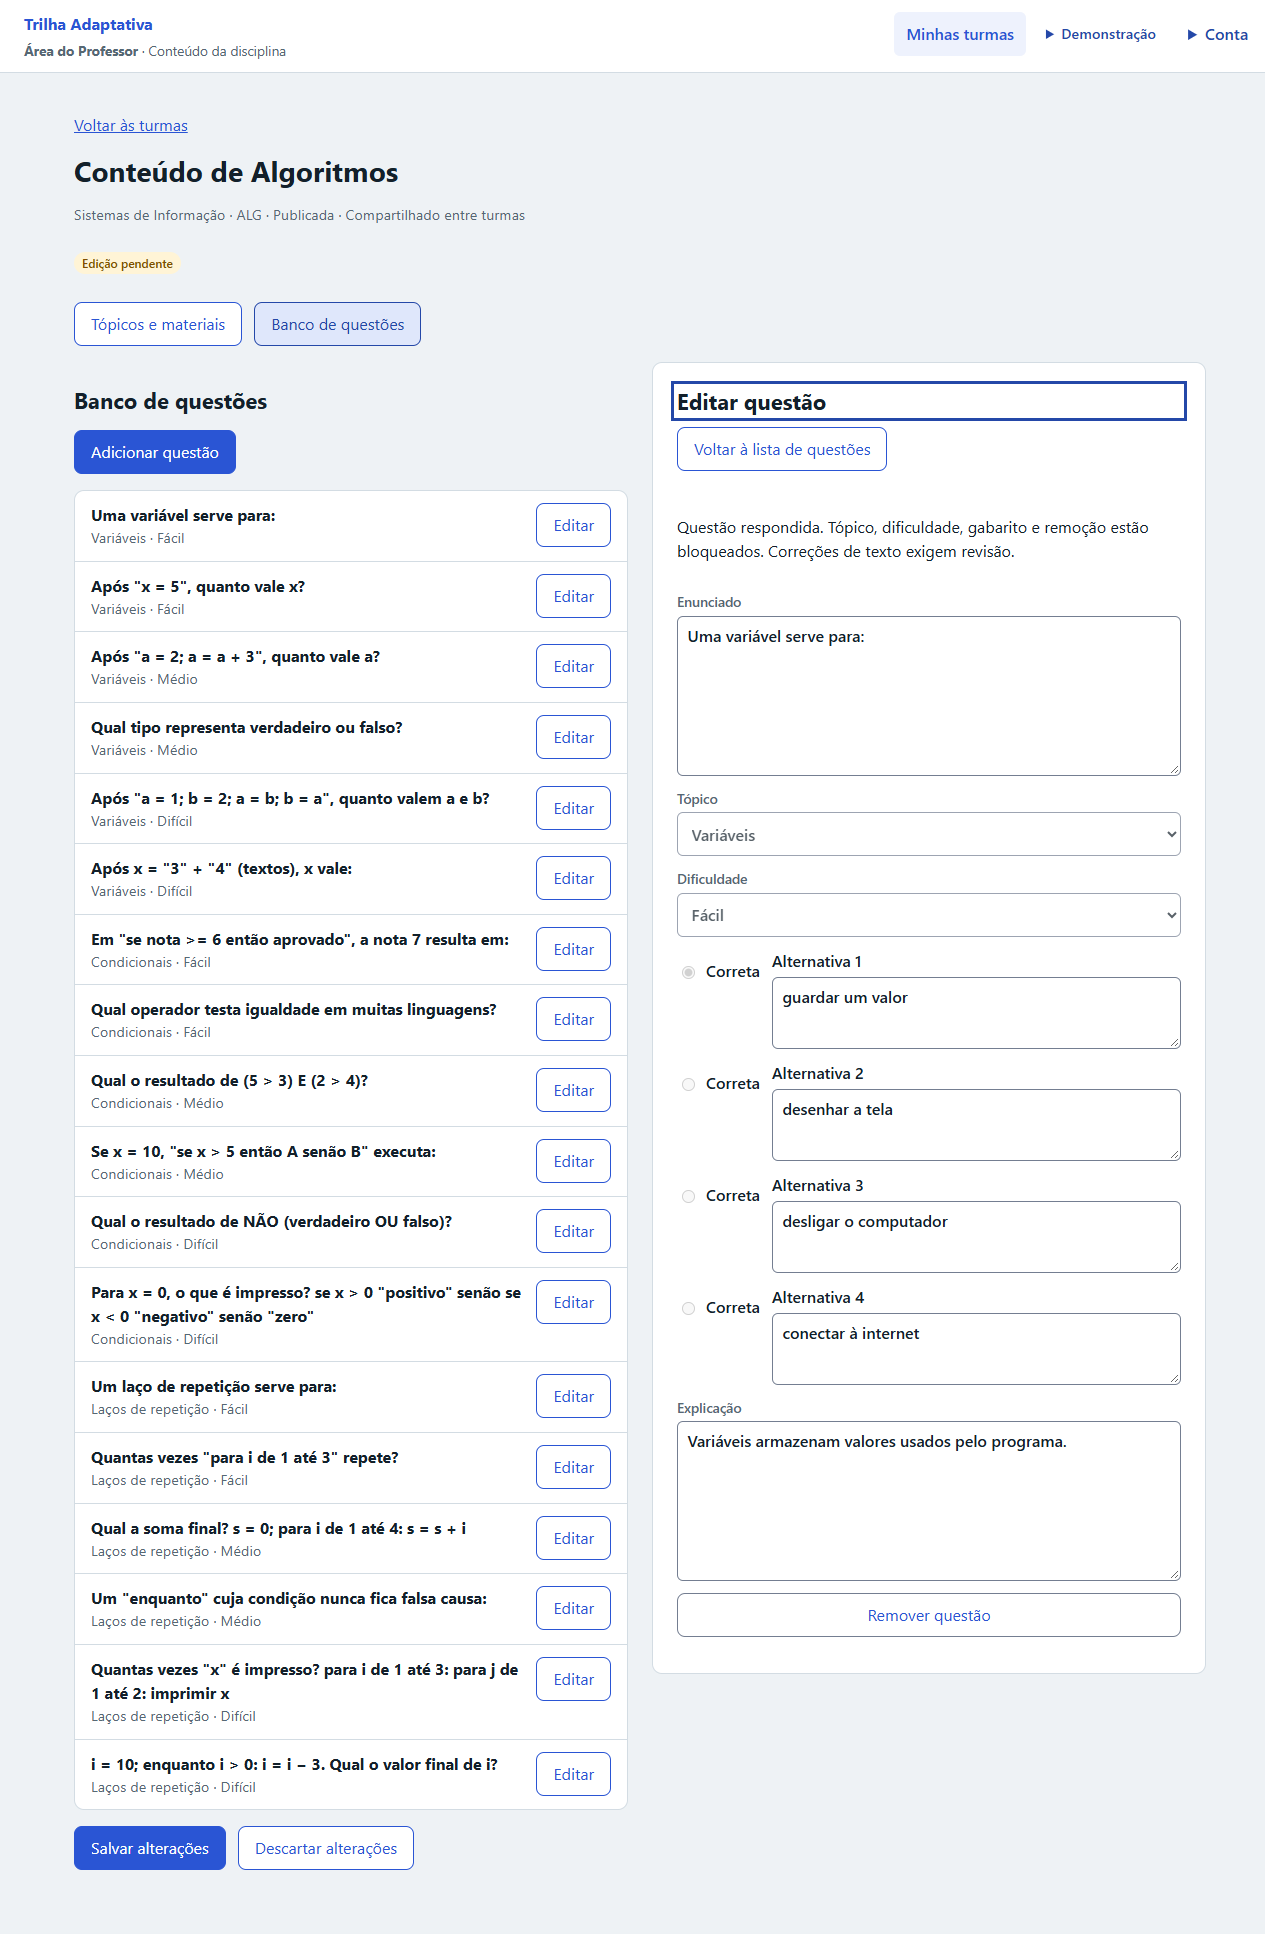 Trilha Adaptativa
Área do Professor · Conteúdo da disciplina
Minhas turmas
▶ Demonstração
▶ Conta
Voltar às turmas
Conteúdo de Algoritmos
Sistemas de Informação · ALG · Publicada · Compartilhado entre turmas
Edição pendente
Tópicos e materiais
Banco de questões
Banco de questões
Adicionar questão
Uma variável serve para:
Variáveis · Fácil
Editar
Após "x = 5", quanto vale x?
Variáveis · Fácil
Editar
Após "a = 2; a = a + 3", quanto vale a?
Variáveis · Médio
Editar
Qual tipo representa verdadeiro ou falso?
Variáveis · Médio
Editar
Após "a = 1; b = 2; a = b; b = a", quanto valem a e b?
Variáveis · Difícil
Editar
Após x = "3" + "4" (textos), x vale:
Variáveis · Difícil
Editar
Em "se nota >= 6 então aprovado", a nota 7 resulta em:
Condicionais · Fácil
Editar
Qual operador testa igualdade em muitas linguagens?
Condicionais · Fácil
Editar
Qual o resultado de (5 > 3) E (2 > 4)?
Condicionais · Médio
Editar
Se x = 10, "se x > 5 então A senão B" executa:
Condicionais · Médio
Editar
Qual o resultado de NÃO (verdadeiro OU falso)?
Condicionais · Difícil
Editar
Para x = 0, o que é impresso? se x > 0 "positivo" senão se
x < 0 "negativo" senão "zero"
Condicionais · Difícil
Editar
Um laço de repetição serve para:
Laços de repetição · Fácil
Editar
Quantas vezes "para i de 1 até 3" repete?
Laços de repetição · Fácil
Editar
Qual a soma final? s = 0; para i de 1 até 4: s = s + i
Laços de repetição · Médio
Editar
Um "enquanto" cuja condição nunca fica falsa causa:
Laços de repetição · Médio
Editar
Quantas vezes "x" é impresso? para i de 1 até 3: para j de
1 até 2: imprimir x
Laços de repetição · Difícil
Editar
i = 10; enquanto i > 0: i = i − 3. Qual o valor final de i?
Laços de repetição · Difícil
Editar
Salvar alterações
Descartar alterações
Editar questão
Voltar à lista de questões
Questão respondida. Tópico, dificuldade, gabarito e remoção estão
bloqueados. Correções de texto exigem revisão.
Enunciado
Uma variável serve para:
Tópico
Variáveis
Dificuldade
Fácil
Correta
Alternativa 1
guardar um valor
Correta
Alternativa 2
desenhar a tela
Correta
Alternativa 3
desligar o computador
Correta
Alternativa 4
conectar à internet
Explicação
Variáveis armazenam valores usados pelo programa.
Remover questão